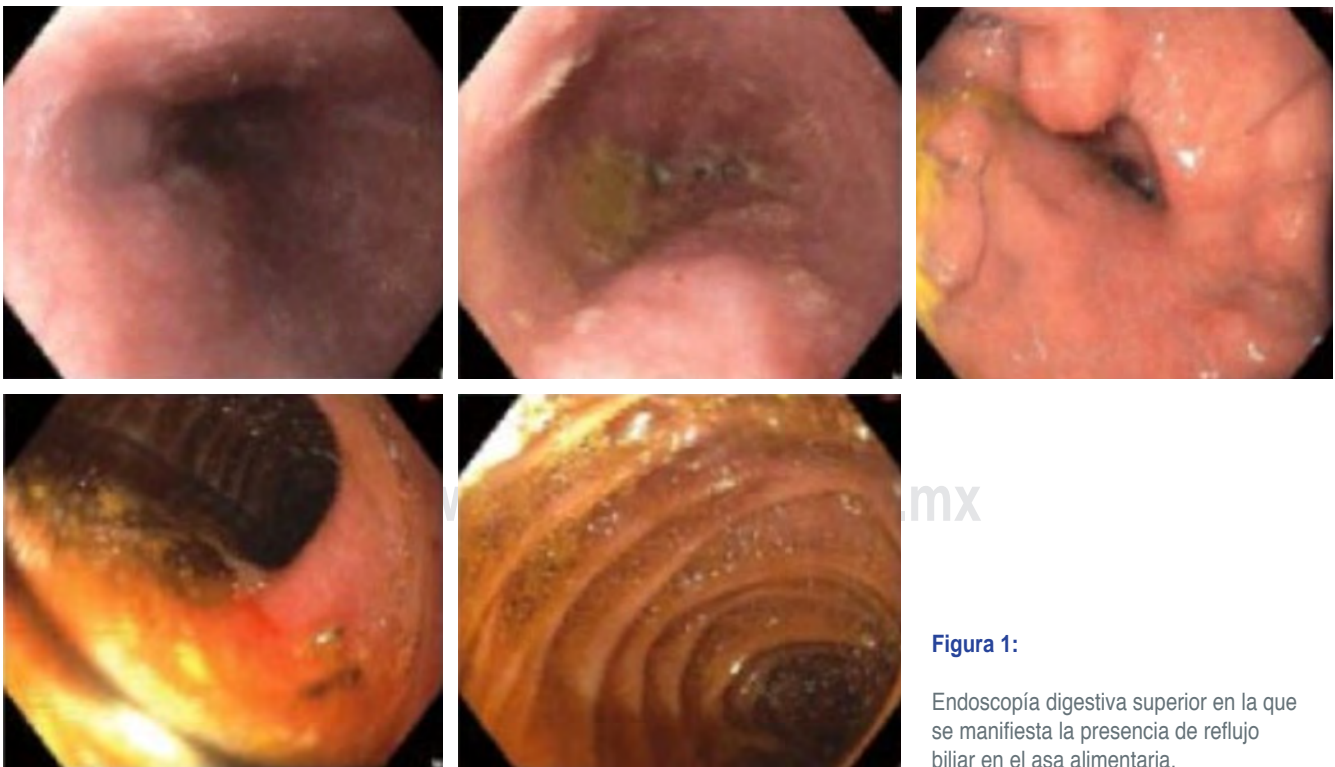 .mx
Figura 1:
Endoscopía digestiva superior en la que
se manifiesta la presencia de reflujo
biliar en el asa alimentaria.